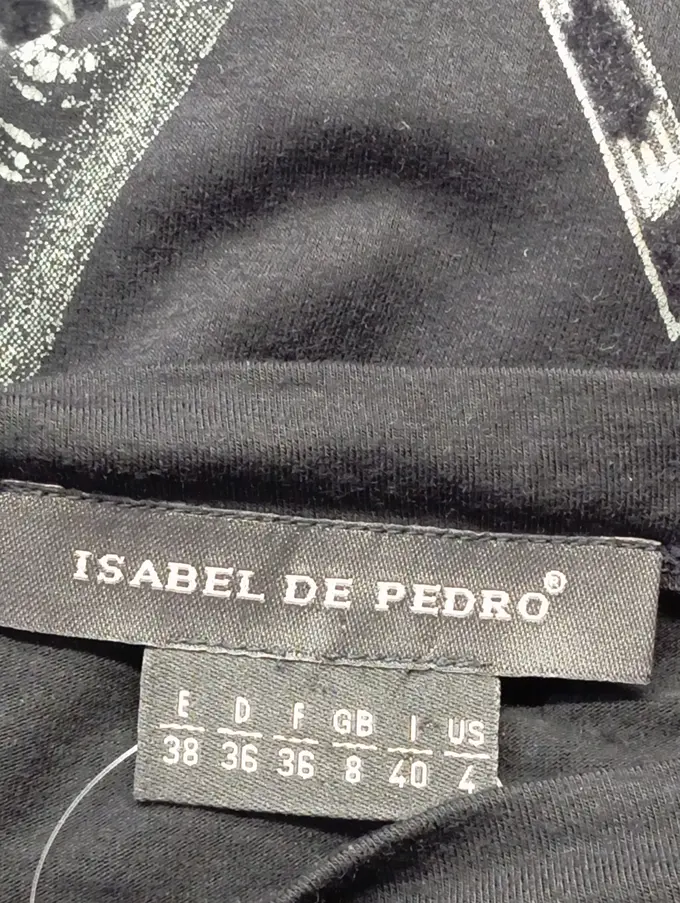 ISABEL DE PEDRO®
E D F GB I US
38 36 36 8 40 4